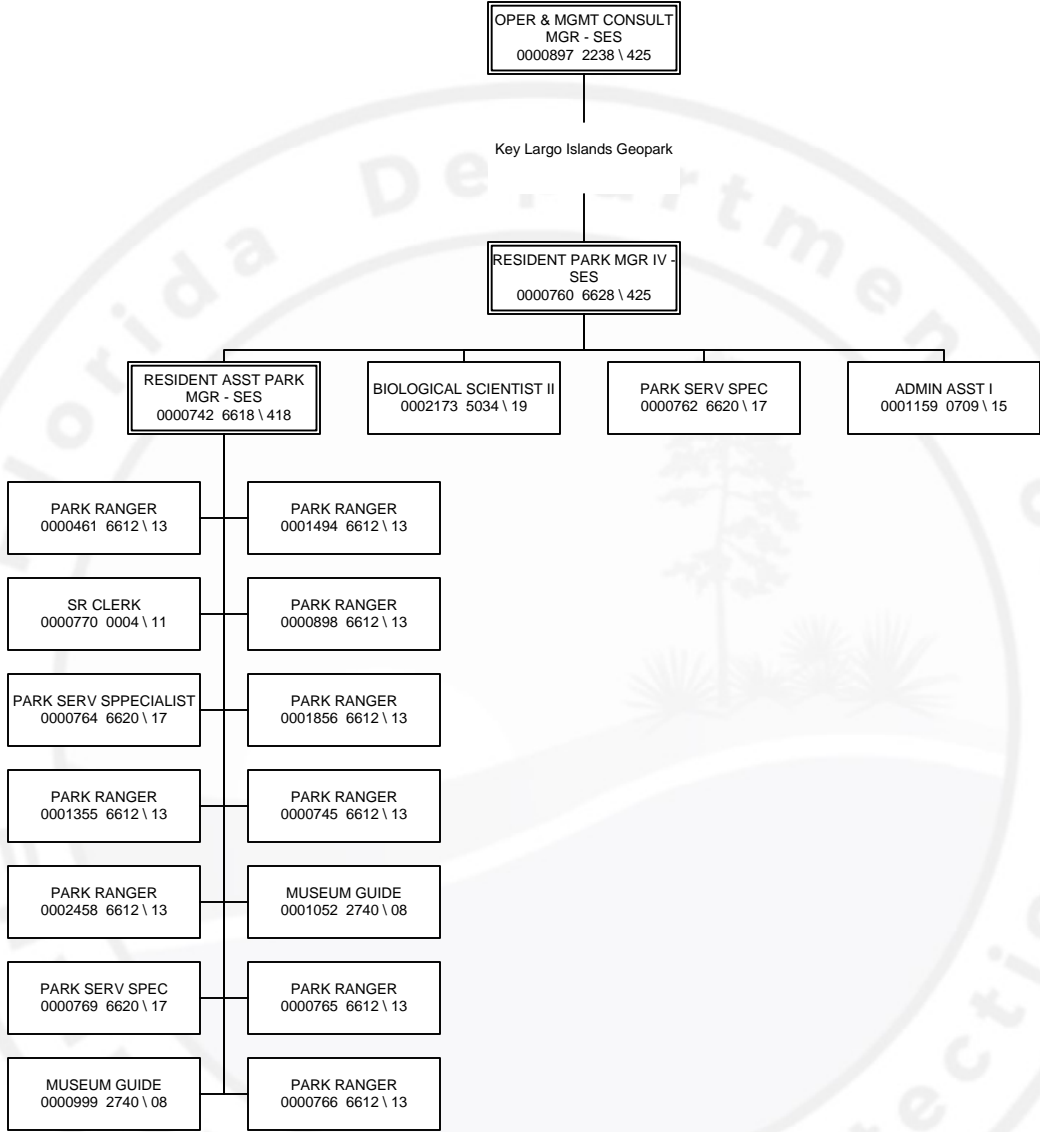 OPER & MGMT CONSULT
MGR - SES
0000897 2238 \ 425
Key Largo Islands Geopark
RESIDENT PARK MGR IV -
SES
0000760 6628 \ 425
RESIDENT ASST PARK
MGR - SES
0000742 6618 \ 418
BIOLOGICAL SCIENTIST II
0002173 5034 \ 19
PARK SERV SPEC
0000762 6620 \ 17
ADMIN ASST I
0001159 0709 \ 15
PARK RANGER
0000461 6612 \ 13
PARK RANGER
0001494 6612 \ 13
SR CLERK
0000770 0004 \ 11
PARK RANGER
0000898 6612 \ 13
PARK SERV SPPECIALIST
0000764 6620 \ 17
PARK RANGER
0001856 6612 \ 13
PARK RANGER
0001355 6612 \ 13
PARK RANGER
0000745 6612 \ 13
PARK RANGER
0002458 6612 \ 13
MUSEUM GUIDE
0001052 2740 \ 08
PARK SERV SPEC
0000769 6620 \ 17
PARK RANGER
0000765 6612 \ 13
MUSEUM GUIDE
0000999 2740 \ 08
PARK RANGER
0000766 6612 \ 13